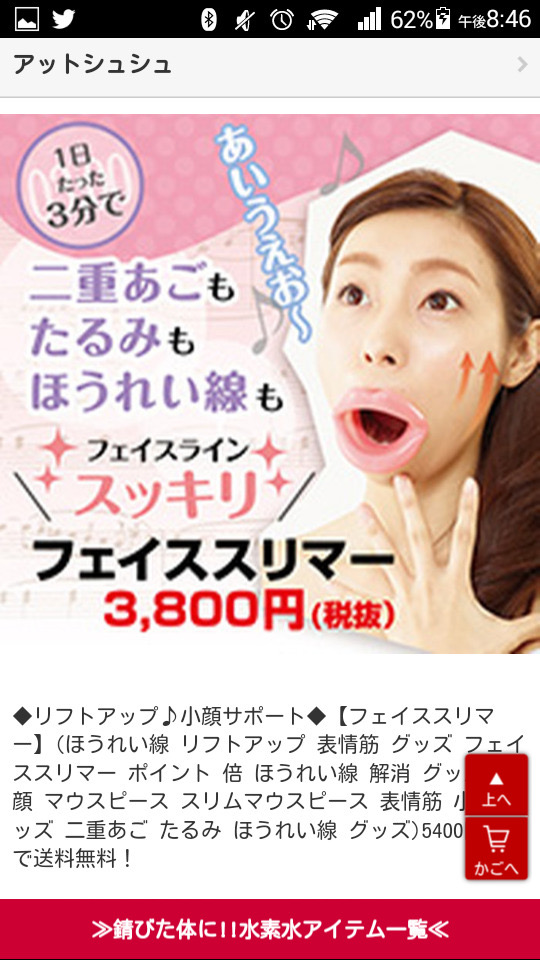 62% 午後8:46
アットシュシュ
1日
たった
3分で
あいうえお～
二重あごも
たるみも
ほうれい線も
フェイスライン
スッキリ
フェイススリマー
3,800円(税抜)
◆リフトアップ♪小顔サポート◆【フェイススリマ
ー】(ほうれい線 リフトアップ 表情筋 グッズ フェイ
ススリマー ポイント 倍 ほうれい線 解消 グッ
顔 マウスピース スリムマウスピース 表情筋 小
ッズ 二重あご たるみ ほうれい線 グッズ)5400
で送料無料！
上へ
かごへ
≫錆びた体に!!水素水アイテム一覧≪